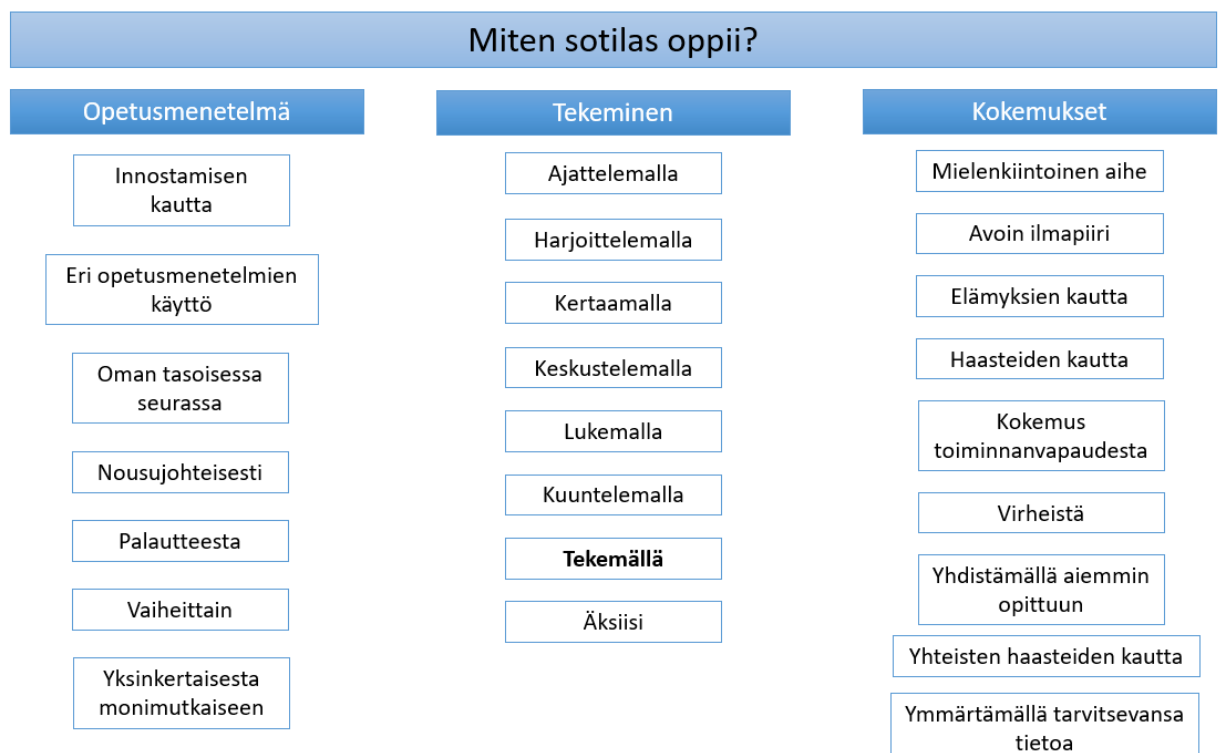 Miten sotilas oppii?
Opetusmenetelmä
Innostamisen
kautta
Eri opetusmenetelmien
käyttö
Oman tasoisessa
seurassa
Nousujohteisesti
Palautteesta
Vaiheittain
Yksinkertaisesta
monimutkaiseen
Tekeminen
Ajattelemalla
Harjoittelemalla
Kertaamalla
Keskustelemalla
Lukemalla
Kuuntelemalla
Tekemällä
Äksiisi
Kokemukset
Mielenkiintoinen aihe
Avoin ilmapiiri
Elämyksien kautta
Haasteiden kautta
Kokemus
toiminnanvapaudesta
Virheistä
Yhdistämällä aiemmin
opittuun
Yhteisten haasteiden kautta
Ymmärtämällä tarvitsevansa
tietoa